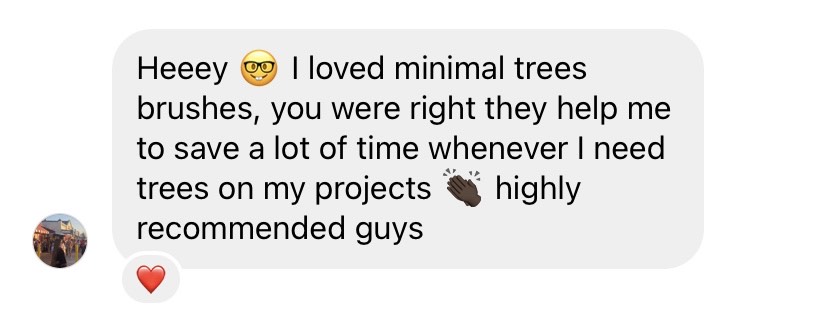 Heeey 🤓 I loved minimal trees
brushes, you were right they help me
to save a lot of time whenever I need
trees on my projects 👏🏿 highly
recommended guys